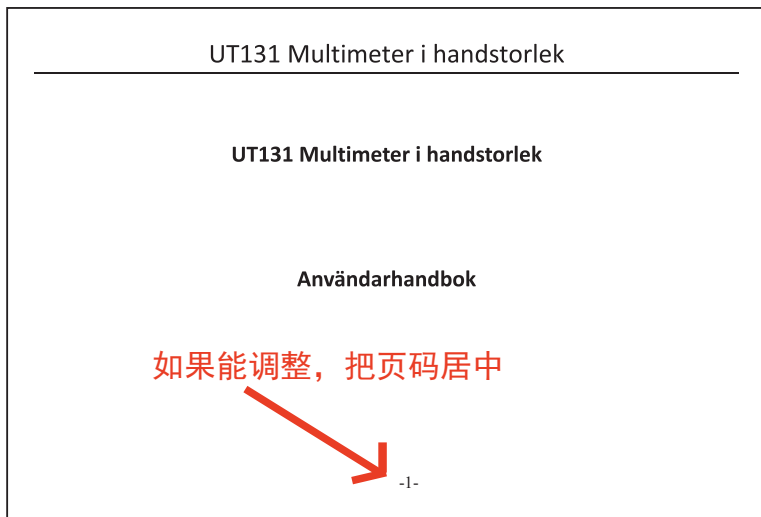 UT131 Multimeter i handstorlek
UT131 Multimeter i handstorlek
Användarhandbok
如果能调整，把页码居中
-1-